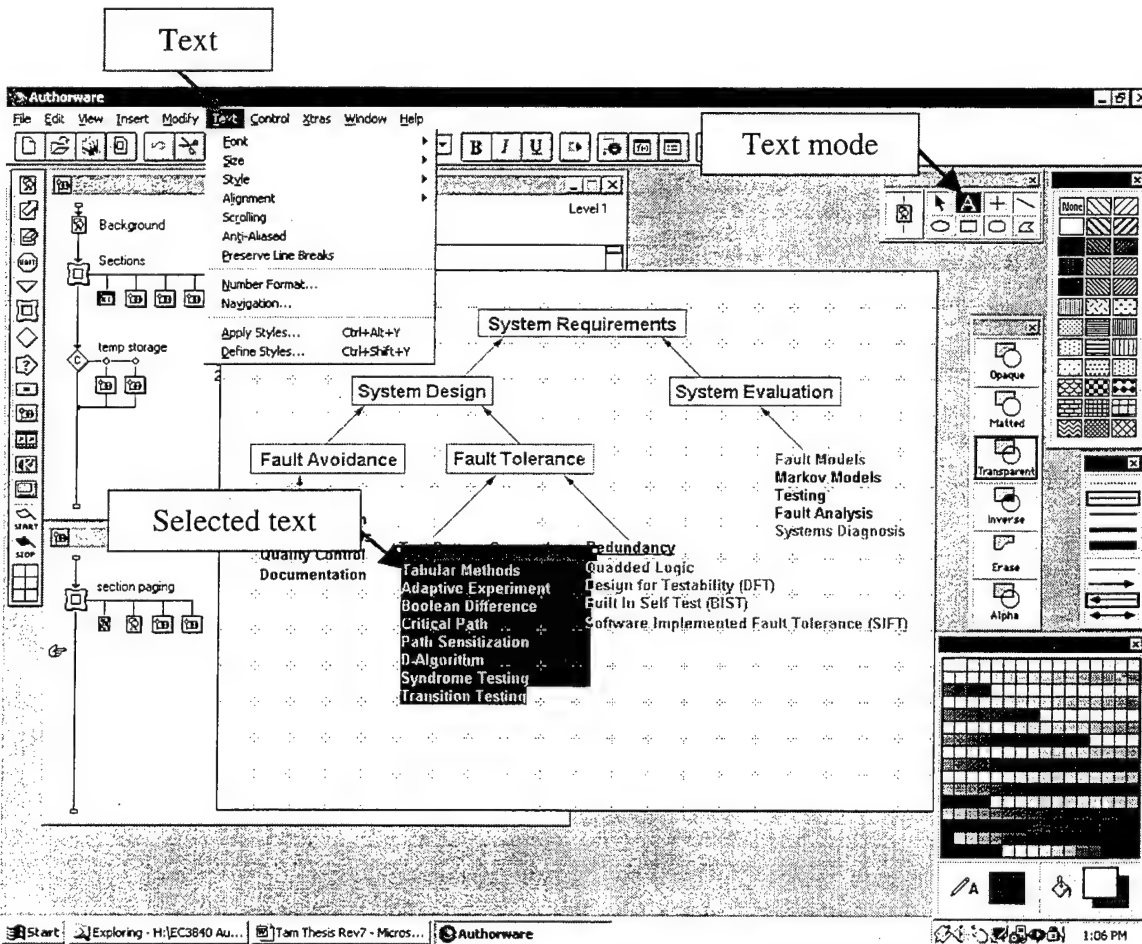 Text
Authorware
File Edit View Insert Modify Text Control Xtras Window Help
B I U
Text mode
Font
Size
Style
Alignment
Scrolling
Anti-Aliased
Preserve Line Breaks
Number Format...
Navigation...
Apply Styles... Ctrl+Alt+Y
Define Styles... Ctrl+Shift+Y
Level 1
Background
Sections
temp storage
WAIT
START
STOP
section paging
A
None
Opaque
Matted
Transparent
Inverse
Erase
Alpha
System Requirements
System Design
System Evaluation
Fault Avoidance
Fault Tolerance
Fault Models
Markov Models
Testing
Fault Analysis
Systems Diagnosis
Selected text
Quality Control
Documentation
Tabular Methods
Adaptive Experiment
Boolean Difference
Critical Path
Path Sensitization
D-Algorithm
Syndrome Testing
Transition Testing
Redundancy
Quadded Logic
Design for Testability (DFT)
Built In Self Test (BIST)
Software Implemented Fault Tolerance (SIFT)
A
Start Exploring - H:\EC3840 Au... Tam Thesis Rev7 - Micros... Authorware 1:06 PM